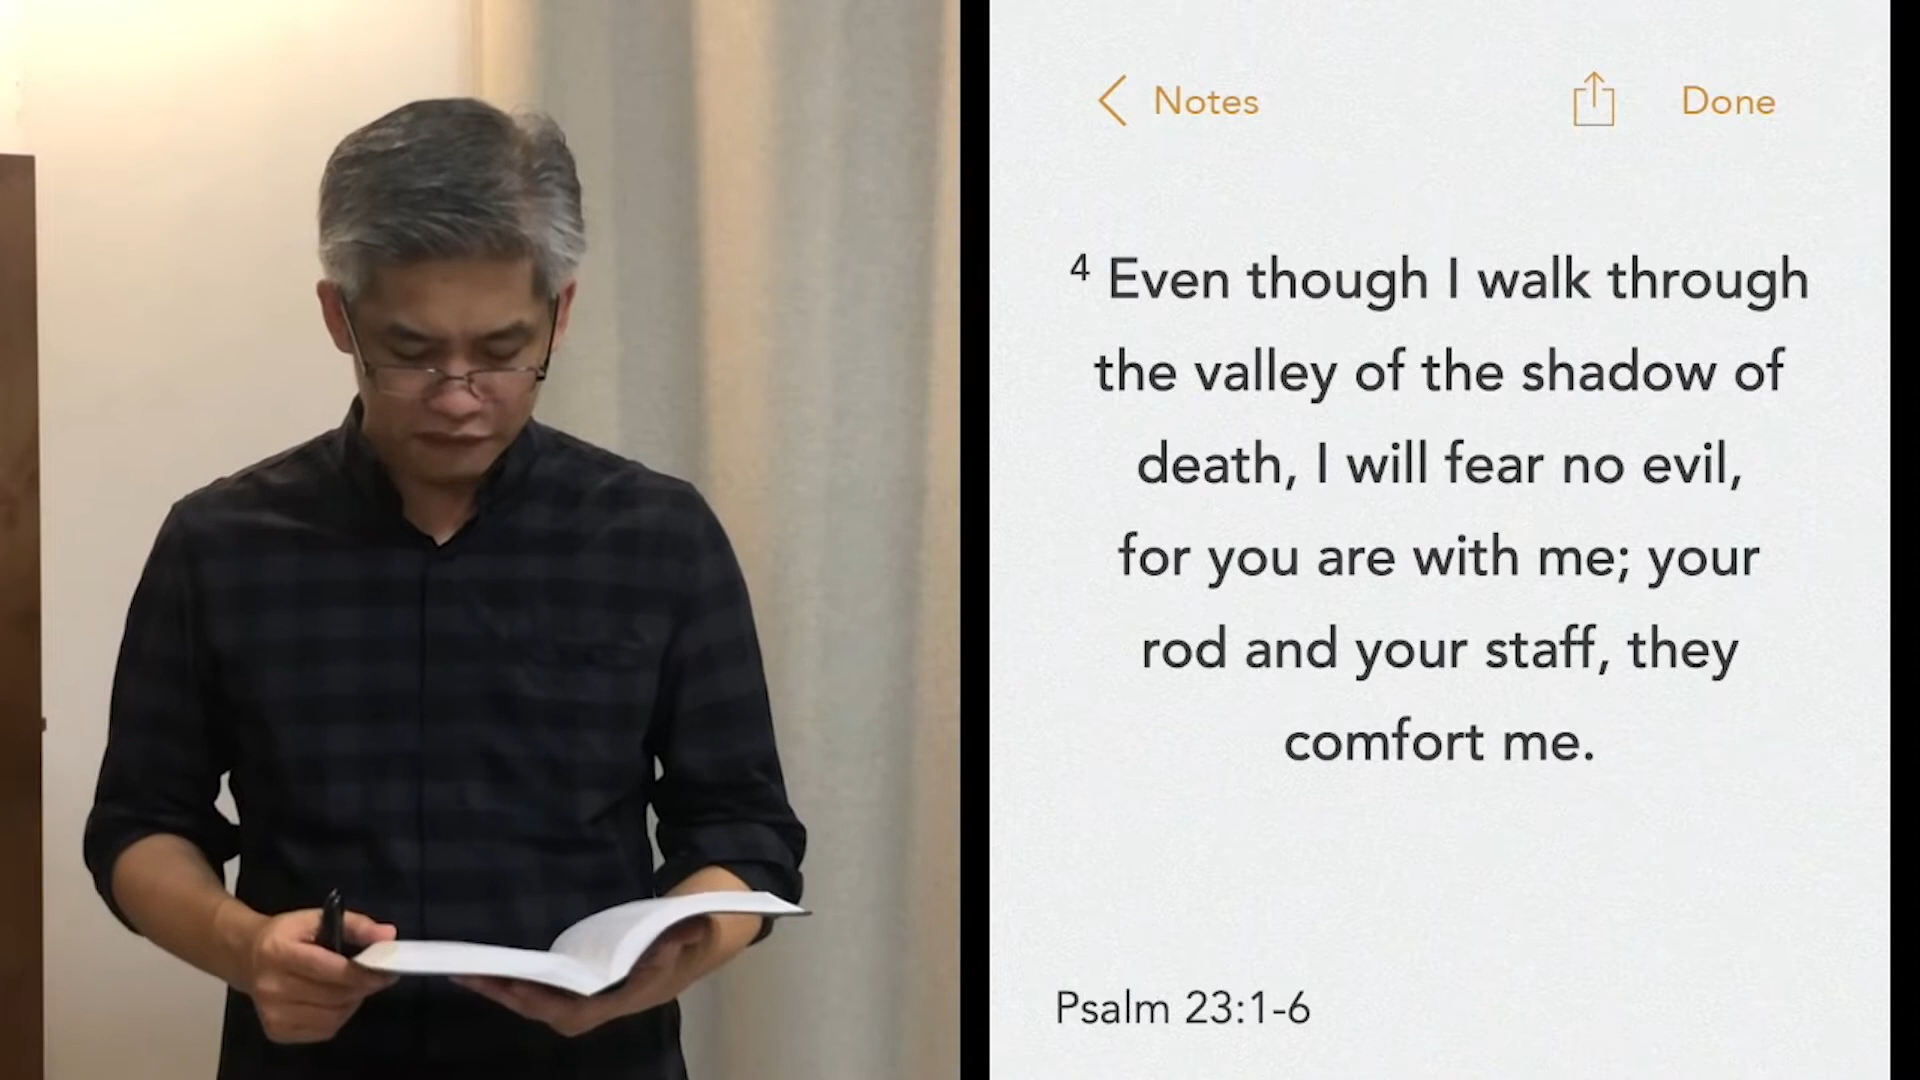 Notes Done
4 Even though I walk through
the valley of the shadow of
death, I will fear no evil,
for you are with me; your
rod and your staff, they
comfort me.
Psalm 23:1-6